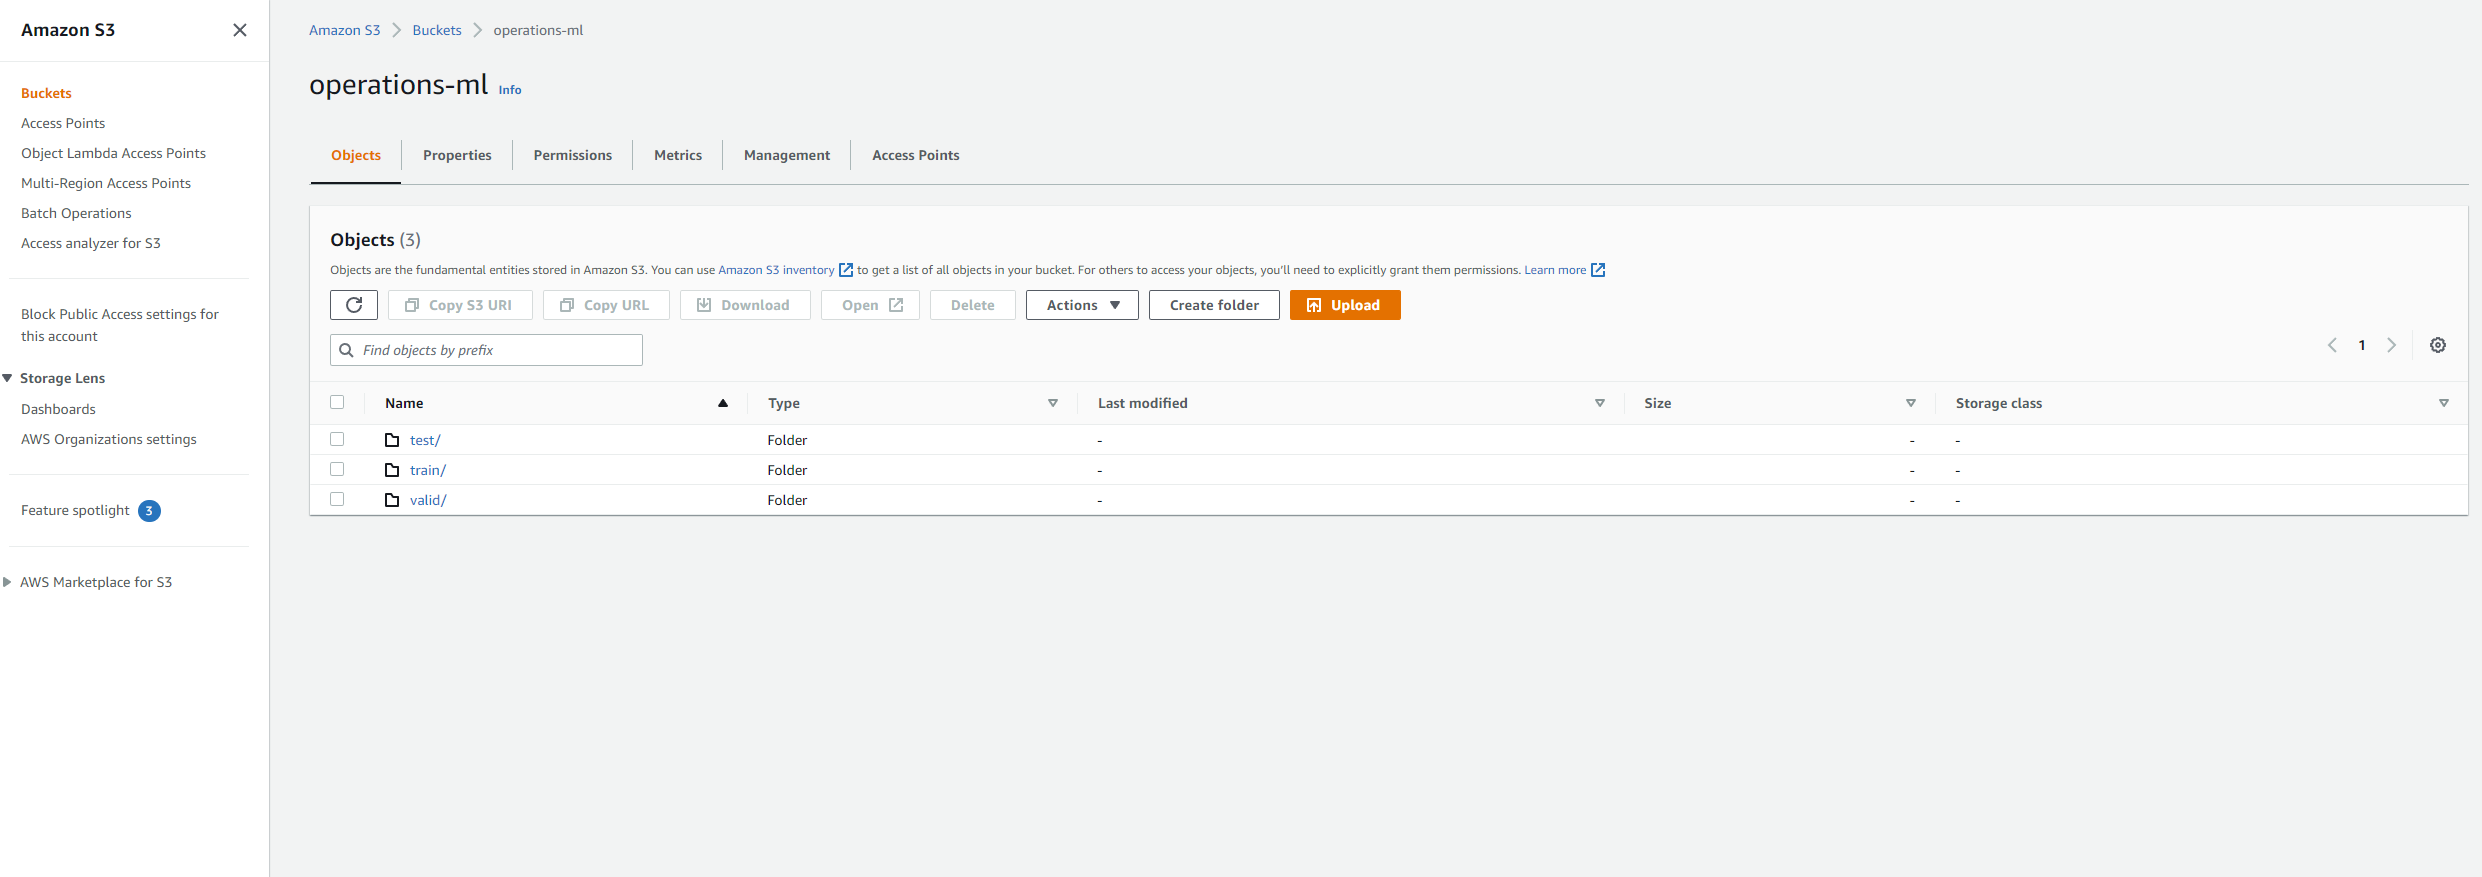 Amazon S3
Buckets
Access Points
Object Lambda Access Points
Multi-Region Access Points
Batch Operations
Access analyzer for S3
Block Public Access settings for
this account
Storage Lens
Dashboards
AWS Organizations settings
Feature spotlight 3
AWS Marketplace for S3
Amazon S3 Buckets operations-ml
operations-ml Info
Objects Properties Permissions Metrics Management Access Points
Objects (3)
Objects are the fundamental entities stored in Amazon S3. You can use Amazon S3 inventory to get a list of all objects in your bucket. For others to access your objects, you'll need to explicitly grant them permissions. Learn more
Copy S3 URI Copy URL Download Open Delete Actions Create folder Upload
Find objects by prefix 1
Name Type Last modified Size Storage class
test/ Folder - - -
train/ Folder - - -
valid/ Folder - - -